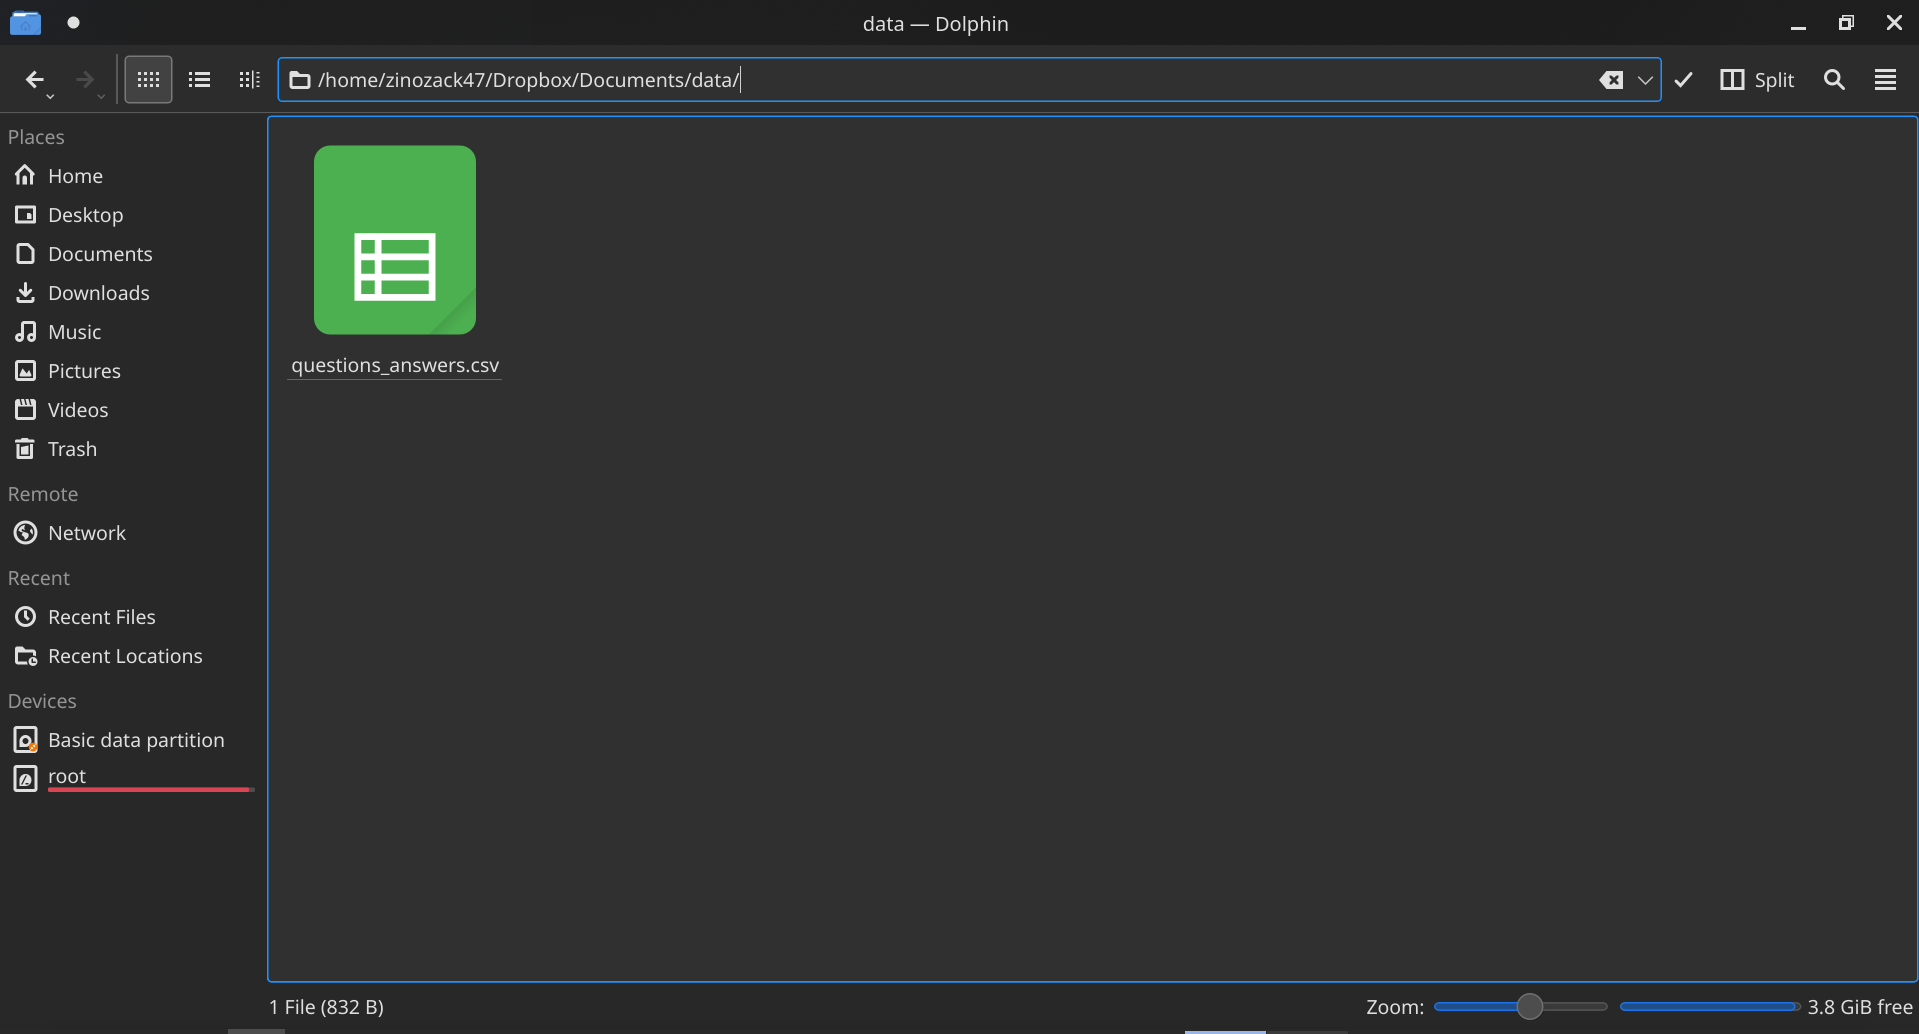 data — Dolphin
/home/zinozack47/Dropbox/Documents/data/
Split
Places
Home
Desktop
Documents
Downloads
Music
Pictures
Videos
Trash
Remote
Network
Recent
Recent Files
Recent Locations
Devices
Basic data partition
root
questions_answers.csv
1 File (832 B)
Zoom:
3.8 GiB free